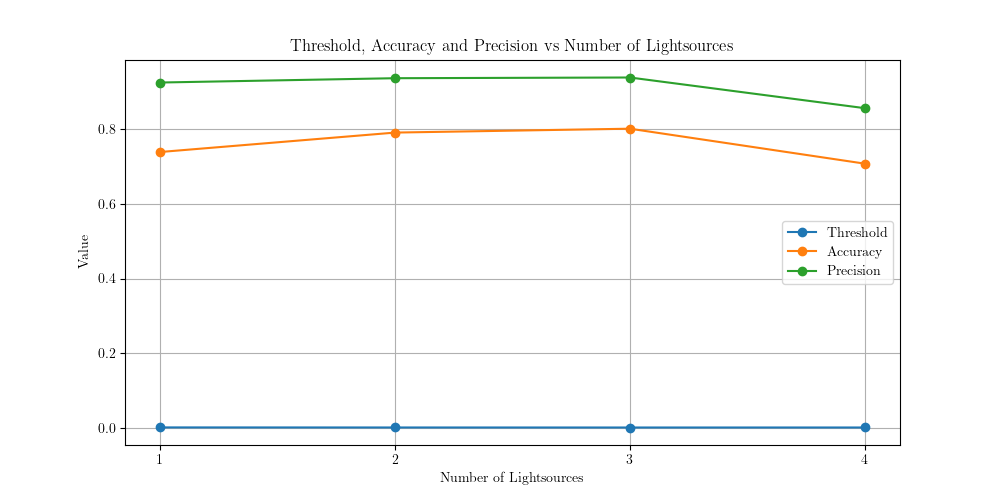 Threshold, Accuracy and Precision vs Number of Lightsources
Value
0.8
0.6
0.4
0.2
0.0
Threshold
Accuracy
Precision
1 2 3 4
Number of Lightsources